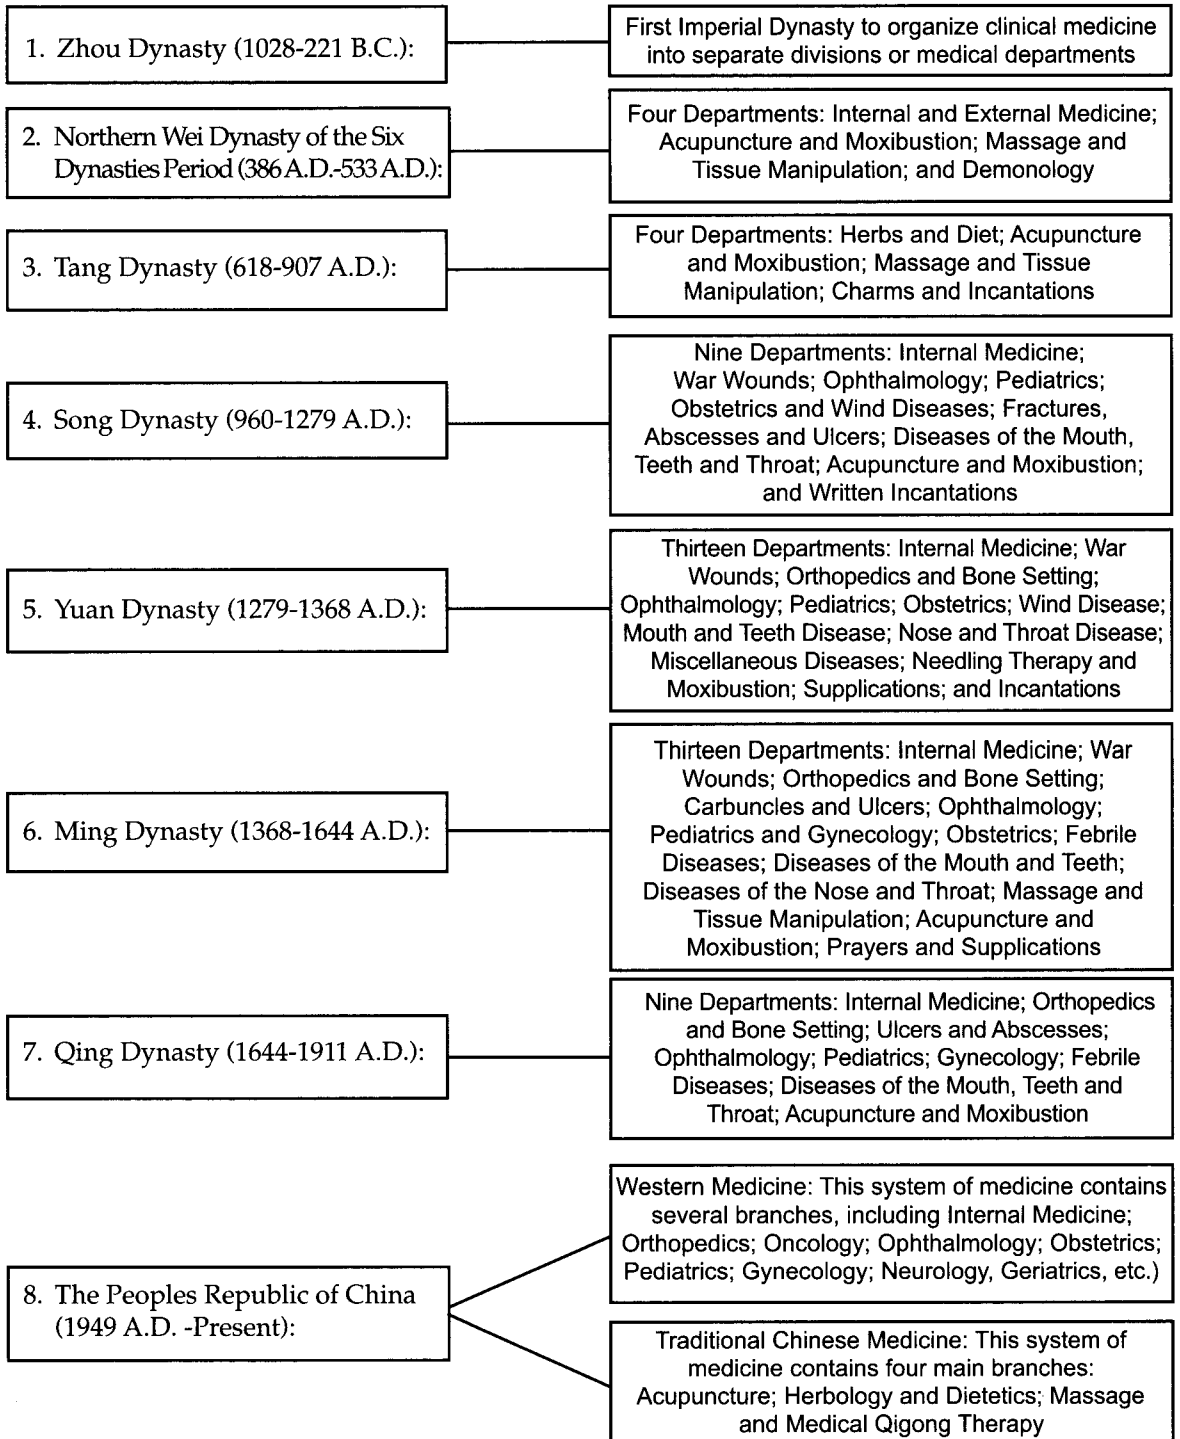 1. Zhou Dynasty (1028-221 B.C.):
First Imperial Dynasty to organize clinical medicine
into separate divisions or medical departments
2. Northern Wei Dynasty of the Six
Dynasties Period (386 A.D.-533 A.D.):
Four Departments: Internal and External Medicine;
Acupuncture and Moxibustion; Massage and
Tissue Manipulation; and Demonology
3. Tang Dynasty (618-907 A.D.):
Four Departments: Herbs and Diet; Acupuncture
and Moxibustion; Massage and Tissue
Manipulation; Charms and Incantations
4. Song Dynasty (960-1279 A.D.):
Nine Departments: Internal Medicine;
War Wounds; Ophthalmology; Pediatrics;
Obstetrics and Wind Diseases; Fractures,
Abscesses and Ulcers; Diseases of the Mouth,
Teeth and Throat; Acupuncture and Moxibustion;
and Written Incantations
5. Yuan Dynasty (1279-1368 A.D.):
Thirteen Departments: Internal Medicine; War
Wounds; Orthopedics and Bone Setting;
Ophthalmology; Pediatrics; Obstetrics; Wind Disease;
Mouth and Teeth Disease; Nose and Throat Disease;
Miscellaneous Diseases; Needling Therapy and
Moxibustion; Supplications; and Incantations
6. Ming Dynasty (1368-1644 A.D.):
Thirteen Departments: Internal Medicine; War
Wounds; Orthopedics and Bone Setting;
Carbuncles and Ulcers; Ophthalmology;
Pediatrics and Gynecology; Obstetrics; Febrile
Diseases; Diseases of the Mouth and Teeth;
Diseases of the Nose and Throat; Massage and
Tissue Manipulation; Acupuncture and
Moxibustion; Prayers and Supplications
7. Qing Dynasty (1644-1911 A.D.):
Nine Departments: Internal Medicine; Orthopedics
and Bone Setting; Ulcers and Abscesses;
Ophthalmology; Pediatrics; Gynecology; Febrile
Diseases; Diseases of the Mouth, Teeth and
Throat; Acupuncture and Moxibustion
8. The Peoples Republic of China
(1949 A.D. -Present):
Western Medicine: This system of medicine contains
several branches, including Internal Medicine;
Orthopedics; Oncology; Ophthalmology; Obstetrics;
Pediatrics; Gynecology; Neurology, Geriatrics, etc.)
Traditional Chinese Medicine: This system of
medicine contains four main branches:
Acupuncture; Herbology and Dietetics; Massage
and Medical Qigong Therapy